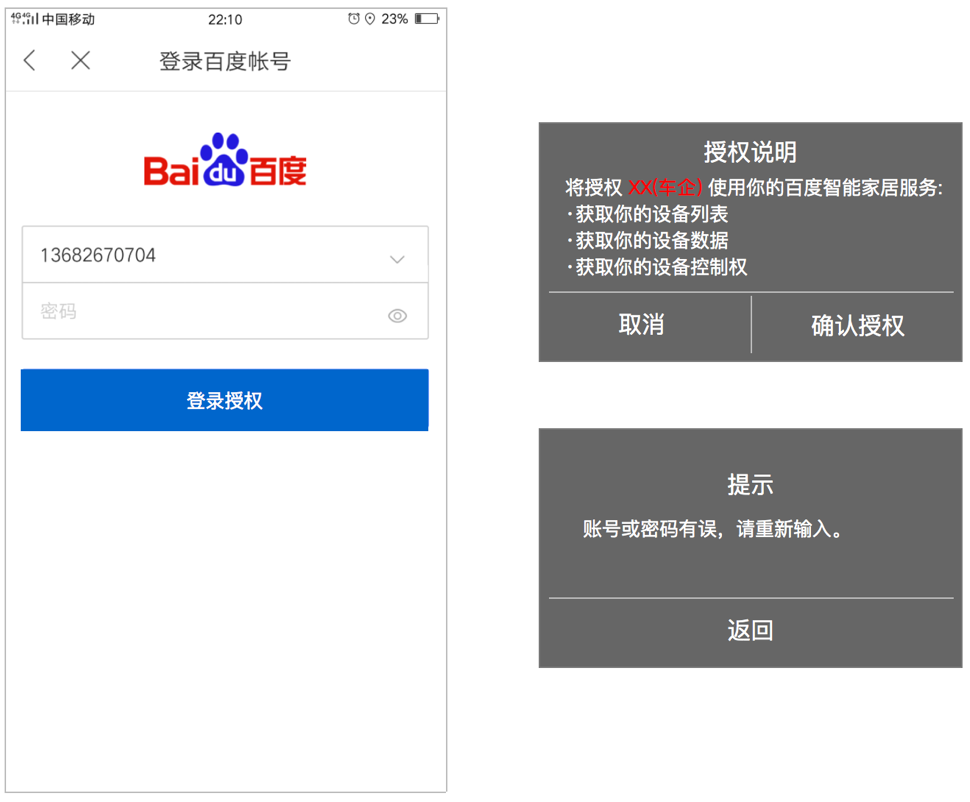 4G 4G 中国移动 22:10 23%
登录百度帐号
Bai du 百度
13682670704
密码
登录授权
授权说明
将授权 XX(车企) 使用你的百度智能家居服务:
·获取你的设备列表
·获取你的设备数据
·获取你的设备控制权
取消 确认授权
提示
账号或密码有误，请重新输入。
返回